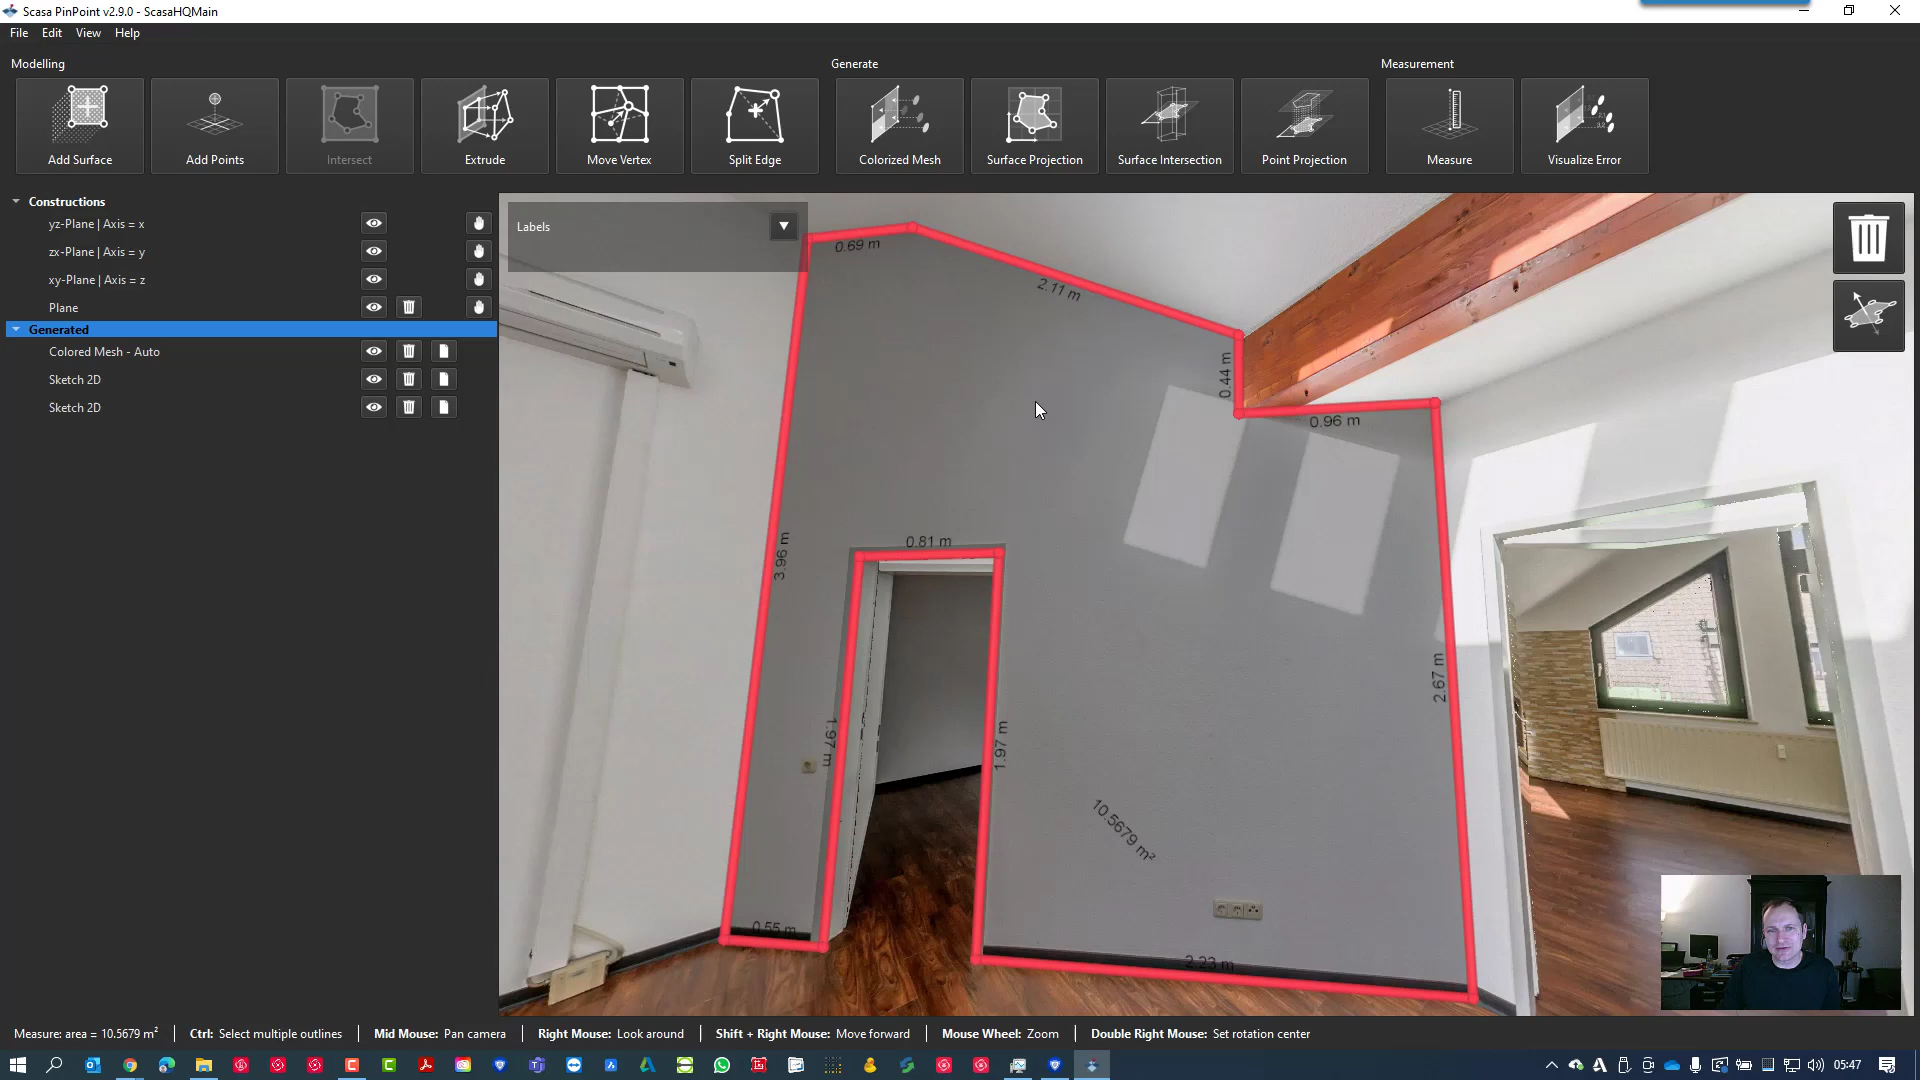 Scasa PinPoint v2.9.0 - ScasaHQMain
File Edit View Help
Modelling Generate Measurement
Add Surface Add Points Intersect Extrude Move Vertex Split Edge Colorized Mesh Surface Projection Surface Intersection Point Projection Measure Visualize Error
Constructions
yz-Plane | Axis = x
zx-Plane | Axis = y
xy-Plane | Axis = z
Plane
Generated
Colored Mesh - Auto
Sketch 2D
Sketch 2D
Labels
0.69 m
2.11 m
0.44 m
0.96 m
3.96 m
0.81 m
1.97 m
1.97 m
2.67 m
10.5679 m²
0.55 m
2.23 m
Measure: area = 10.5679 m² Ctrl: Select multiple outlines Mid Mouse: Pan camera Right Mouse: Look around Shift + Right Mouse: Move forward Mouse Wheel: Zoom Double Right Mouse: Set rotation center
05:47